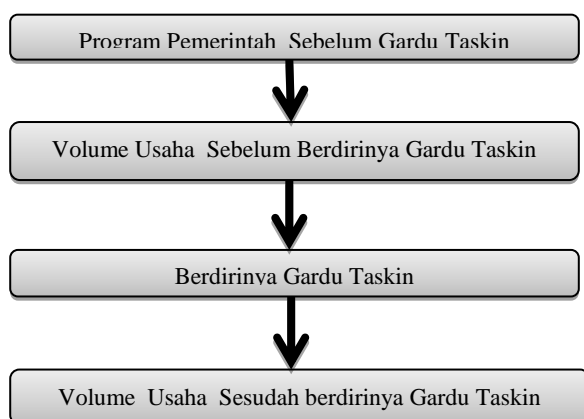 Program Pemerintah Sebelum Gardu Taskin
Volume Usaha Sebelum Berdirinya Gardu Taskin
Berdirinya Gardu Taskin
Volume Usaha Sesudah berdirinya Gardu Taskin